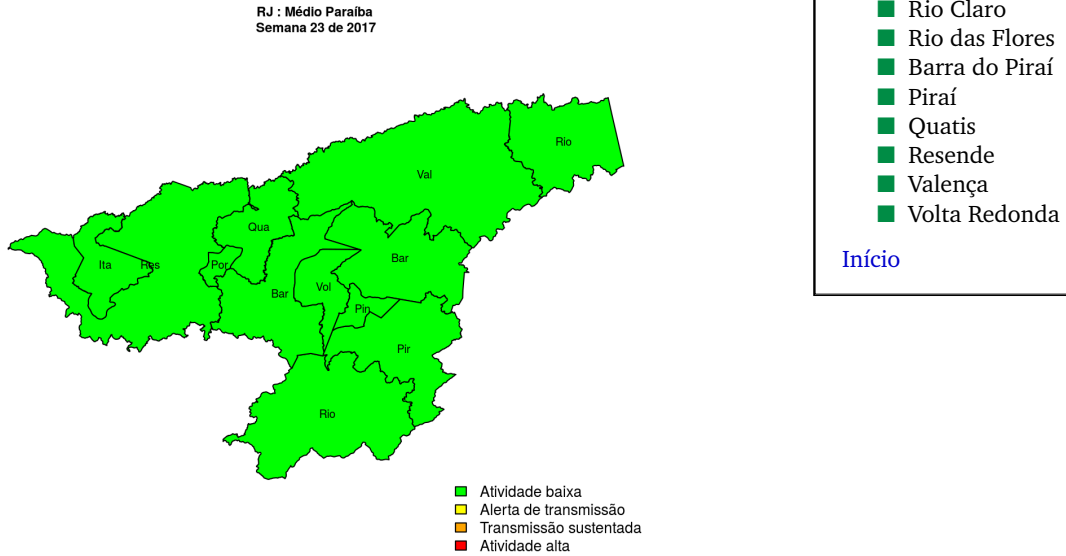 RJ : Médio Paraíba
Semana 23 de 2017
Rio
Val
Qua
Ita
Res
Por
Bar
Bar
Vol
Pin
Pir
Rio
Atividade baixa
Alerta de transmissão
Transmissão sustentada
Atividade alta
Rio Claro
Rio das Flores
Barra do Piraí
Piraí
Quatis
Resende
Valença
Volta Redonda
Início